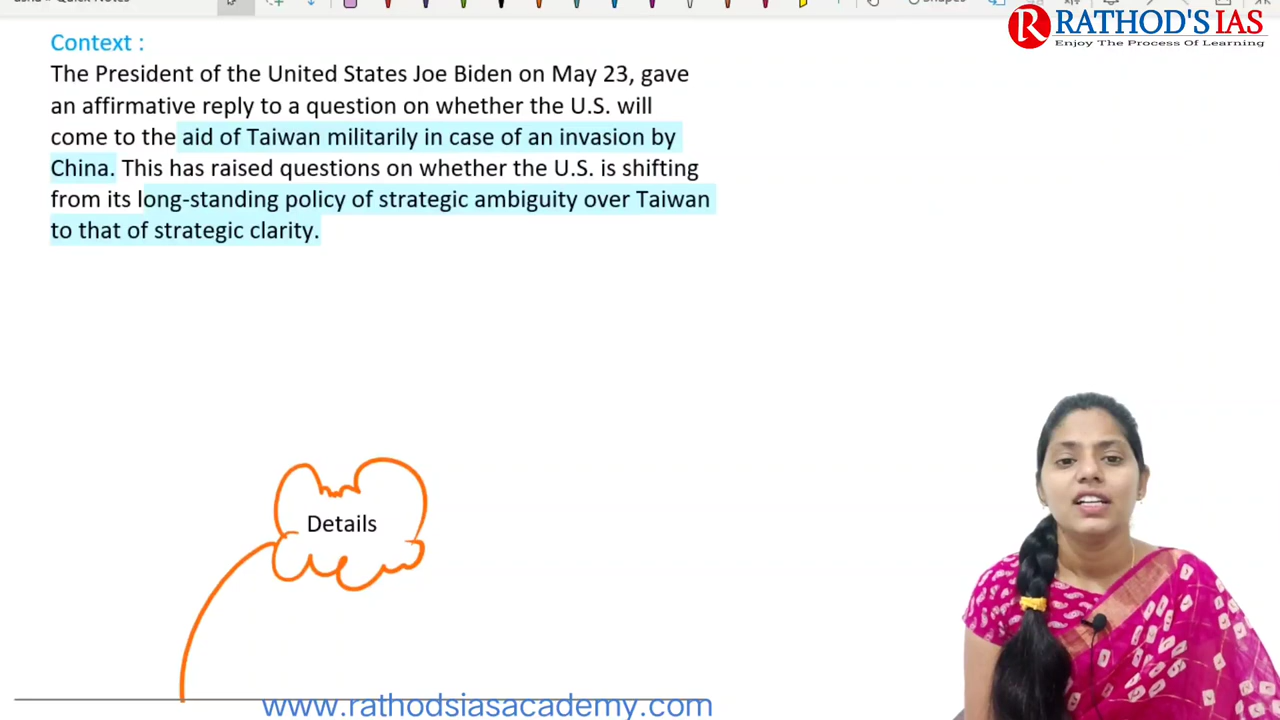 RATHOD'S IAS
Enjoy The Process Of Learning
Context :
The President of the United States Joe Biden on May 23, gave
an affirmative reply to a question on whether the U.S. will
come to the aid of Taiwan militarily in case of an invasion by
China. This has raised questions on whether the U.S. is shifting
from its long-standing policy of strategic ambiguity over Taiwan
to that of strategic clarity.
Details
www.rathodsiasacademy.com